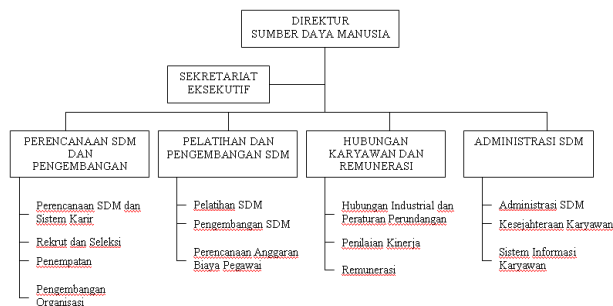 DIREKTUR
SUMBER DAYA MANUSIA
SEKRETARIAT
EKSEKUTIF
PERENCANAAN SDM
DAN
PENGEMBANGAN
Perencanaan SDM dan
Sistem Karir
Rekrut dan Seleksi
Penempatan
Pengembangan
Organisasi
PELATIHAN DAN
PENGEMBANGAN SDM
Pelatihan SDM
Pengembangan SDM
Perencanaan Anggaran
Biaya Pegawai
HUBUNGAN
KARYAWAN DAN
REMUNERASI
Hubungan Industrial dan
Peraturan Perundangan
Penilaian Kinerja
Remunerasi
ADMINISTRASI SDM
Administrasi SDM
Kesejahteraan Karyawan
Sistem Informasi
Karyawan